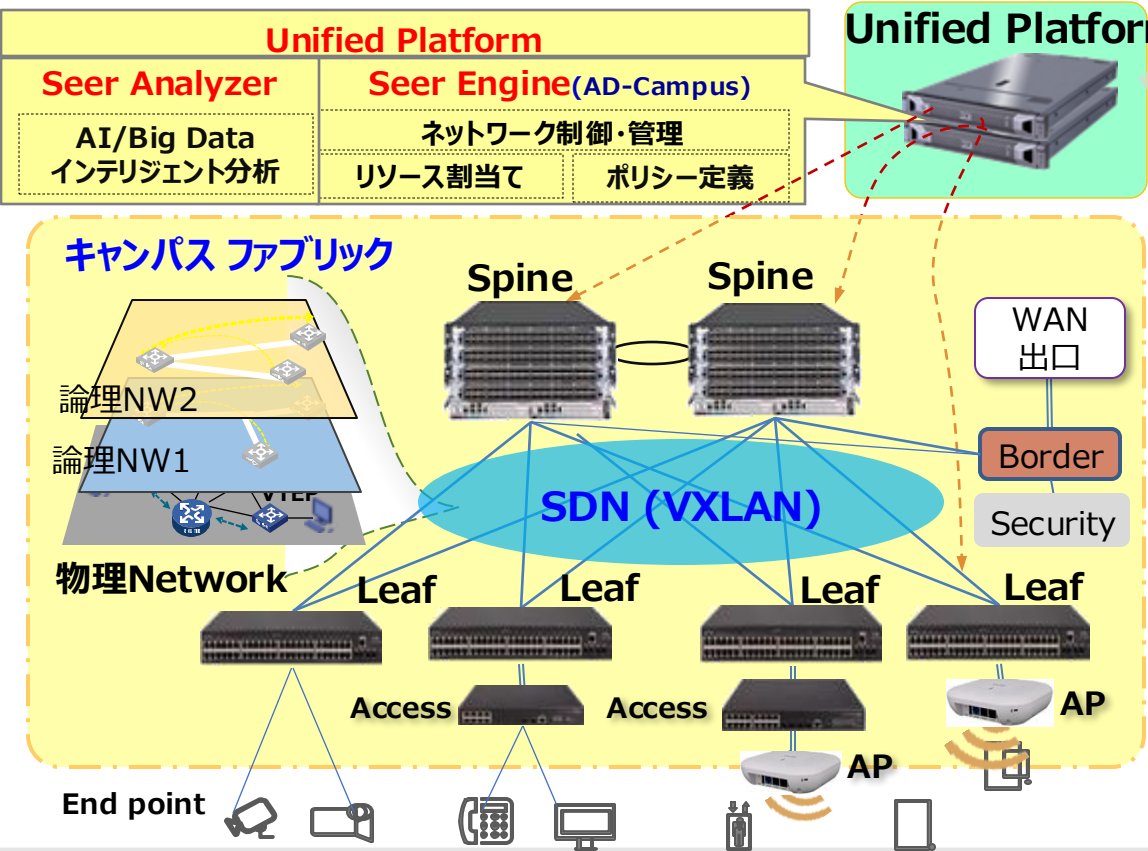 Unified Platform
Unified Platfor
Seer Analyzer
Seer Engine(AD-Campus)
AI/Big Data
インテリジェント分析
ネットワーク制御・管理
リソース割当て
ポリシー定義
キャンパス ファブリック
Spine
Spine
WAN
出口
論理NW2
論理NW1
VTEP
Border
SDN (VXLAN)
Security
物理Network
Leaf
Leaf
Leaf
Leaf
Access
Access
AP
AP
End point